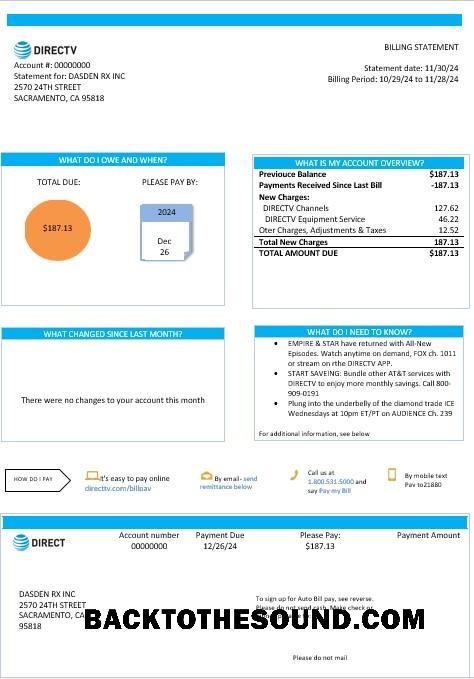 DIRECTV
BILLING STATEMENT
Account #: 00000000
Statement for: DASDEN RX INC
2570 24TH STREET
SACRAMENTO, CA 95818
Statement date: 11/30/24
Billing Period: 10/29/24 to 11/28/24
WHAT DO I OWE AND WHEN?
TOTAL DUE:
PLEASE PAY BY:
$187.13
2024
Dec
26
WHAT IS MY ACCOUNT OVERVIEW?
Previouce Balance $187.13
Payments Received Since Last Bill -187.13
New Charges:
DIRECTV Channels 127.62
DIRECTV Equipment Service 46.22
Oter Charges, Adjustments & Taxes 12.52
Total New Charges 187.13
TOTAL AMOUNT DUE $187.13
WHAT CHANGED SINCE LAST MONTH?
There were no changes to your account this month
WHAT DO I NEED TO KNOW?
• EMPIRE & STAR have returned with All-New
Episodes. Watch anytime on demand, FOX ch. 1011
or stream on rthe DIRECTV APP.
• START SAVEING: Bundle other AT&T services with
DIRECTV to enjoy more monthly savings. Call 800-
909-0191
• Plung into the underbelly of the diamond trade ICE
Wednesdays at 10pm ET/PT on AUDIENCE Ch. 239
For additional information, see below
HOW DO I PAY
It's easy to pay online
directtv.com/billpay
By email- send
remittance below
Call us at
1.800.531.5000 and
say Pay my Bill
By mobile text
Pay to21880
DIRECT
Account number
00000000
Payment Due
12/26/24
Please Pay:
$187.13
Payment Amount
DASDEN RX INC
2570 24TH STREET
SACRAMENTO, CA
95818
To sign up for Auto Bill pay, see reverse.
Please do not send cash. Make check or
BACKTOTHESOUND.COM
Please do not mail